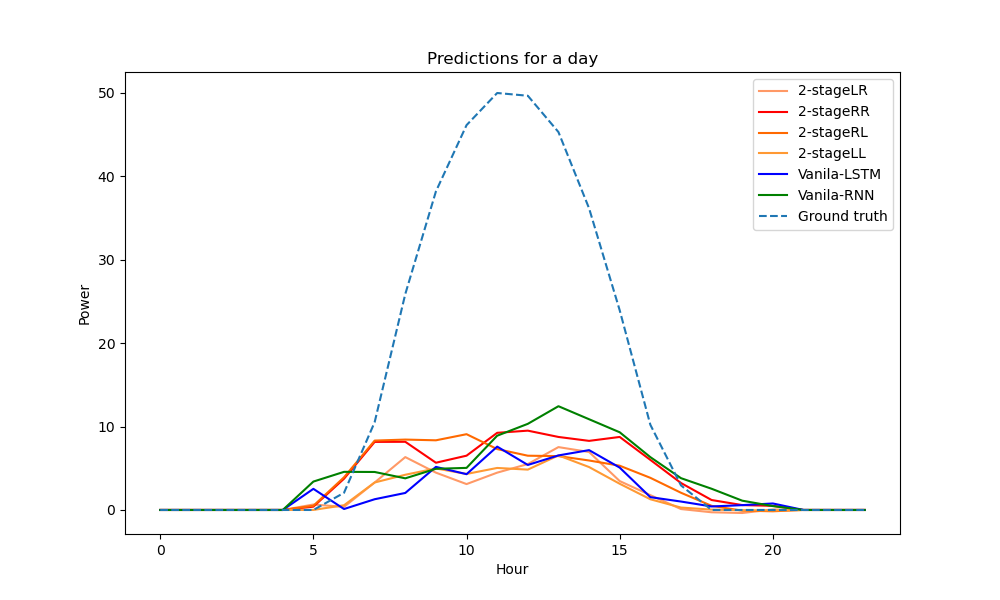 Predictions for a day
2-stageLR
2-stageRR
2-stageRL
2-stageLL
Vanila-LSTM
Vanila-RNN
Ground truth
Power
50
40
30
20
10
0
0 5 10 15 20
Hour